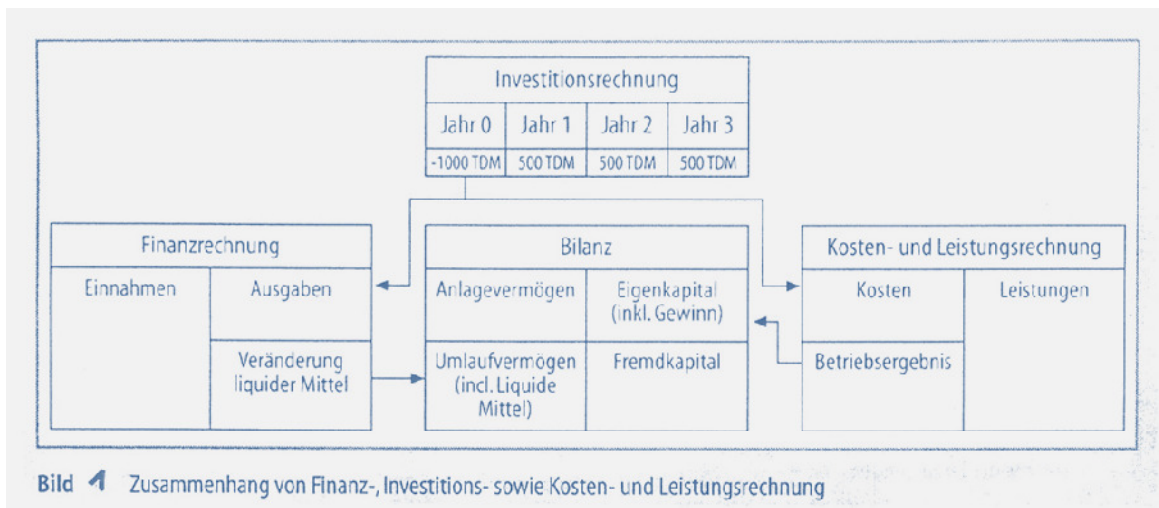 Investitionsrechnung
Jahr 0 Jahr 1 Jahr 2 Jahr 3
-1000 TDM 500 TDM 500 TDM 500 TDM
Finanzrechnung
Einnahmen
Ausgaben
Veränderung
liquider Mittel
Bilanz
Anlagevermögen
Eigenkapital
(inkl. Gewinn)
Umlaufvermögen
(incl. Liquide
Mittel)
Fremdkapital
Kosten- und Leistungsrechnung
Kosten
Leistungen
Betriebsergebnis
Bild 1 Zusammenhang von Finanz-, Investitions- sowie Kosten- und Leistungsrechnung